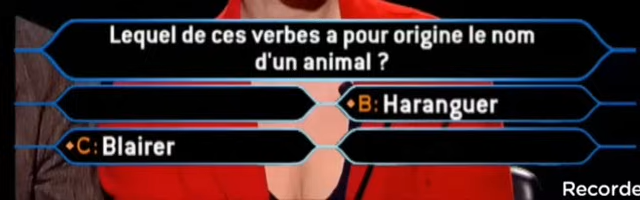 Lequel de ces verbes a pour origine le nom
d'un animal ?
B: Haranguer
C: Blairer
Recorde